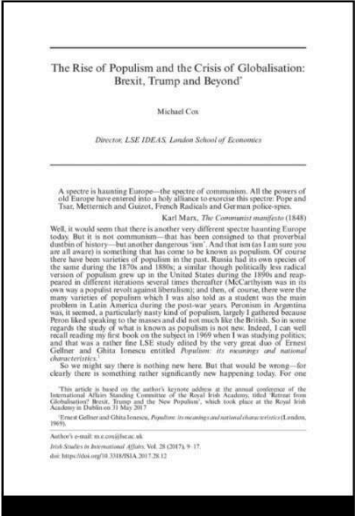 The Rise of Populism and the Crisis of Globalisation:
Brexit, Trump and Beyond*
Michael Cox
Director, LSE IDEAS, London School of Economics
A spectre is haunting Europe—the spectre of communism. All the powers of
old Europe have entered into a holy alliance to exorcise this spectre: Pope and
Tsar, Metternich and Guizot, French Radicals and German police-spies.
Karl Marx, The Communist manifesto (1848)
Well, it would seem that there is another very different spectre haunting Europe
today. But it is not communism—that has been consigned to that proverbial
dustbin of history—but another dangerous 'ism'. And that ism (as I am sure you
are all aware) is something that has come to be known as populism. Of course
there have been varieties of populism in the past. Russia had its own species of
the same during the 1870s and 1880s; a similar though politically less radical
version of populism grew up in the United States during the 1890s and reap-
peared in different iterations several times thereafter (McCarthyism was in its
own way a populist revolt against liberalism); and then, of course, there were the
many varieties of populism which I was also told as a student was the main
problem in Latin America during the post-war years. Peronism in Argentina
was, it seemed, a particularly nasty kind of populism, largely I gathered because
Peron liked speaking to the masses and did not much like the British. So in some
regards the study of what is known as populism is not new. Indeed, I can well
recall reading my first book on the subject in 1969 when I was studying politics;
and that was a rather fine LSE study edited by the very great duo of Ernest
Gellner and Ghita Ionescu entitled Populism: its meanings and national
characteristics.¹
So we might say there is nothing new here. But that would be wrong—for
clearly there is something rather significantly new happening today. For one
*This article is based on the author's keynote address at the annual conference of the
International Affairs Standing Committee of the Royal Irish Academy, titled 'Retreat from
Globalisation? Brexit, Trump and the New Populism', which took place at the Royal Irish
Academy in Dublin on 31 May 2017
¹Ernest Gellner and Ghita Ionescu, Populism: its meanings and national characteristics (London,
1969).
Author's e-mail: m.e.cox@lse.ac.uk
Irish Studies in International Affairs, Vol. 28 (2017), 9–17.
doi: https://doi.org/10.3318/ISIA.2017.28.12